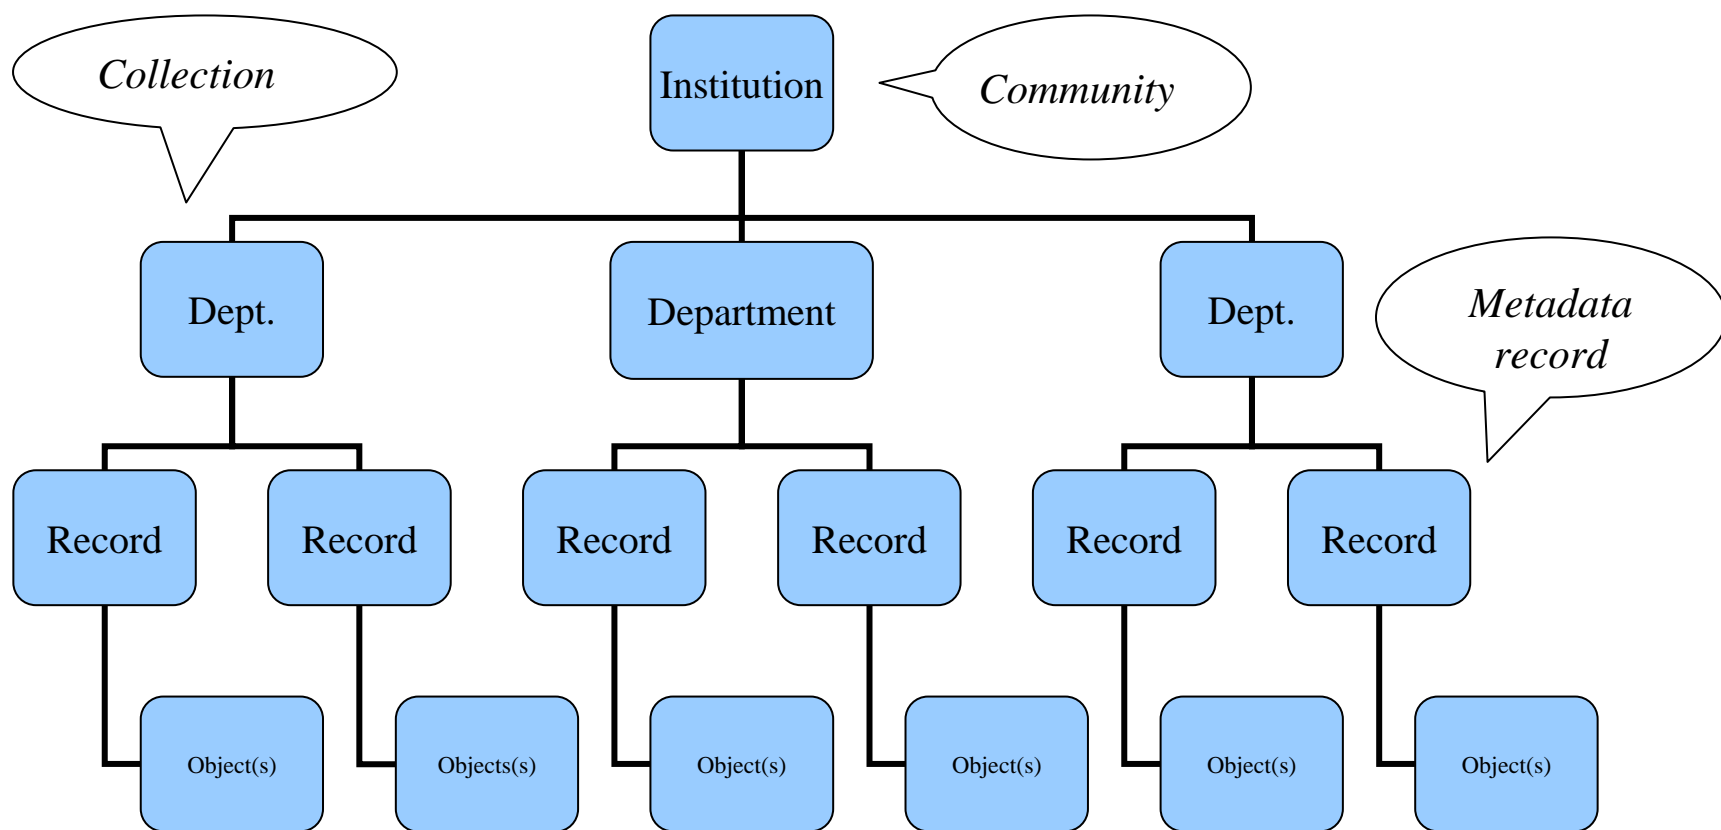 Collection
Institution
Community
Dept.
Department
Dept.
Metadata
record
Record
Record
Record
Record
Record
Record
Object(s)
Objects(s)
Object(s)
Object(s)
Object(s)
Object(s)